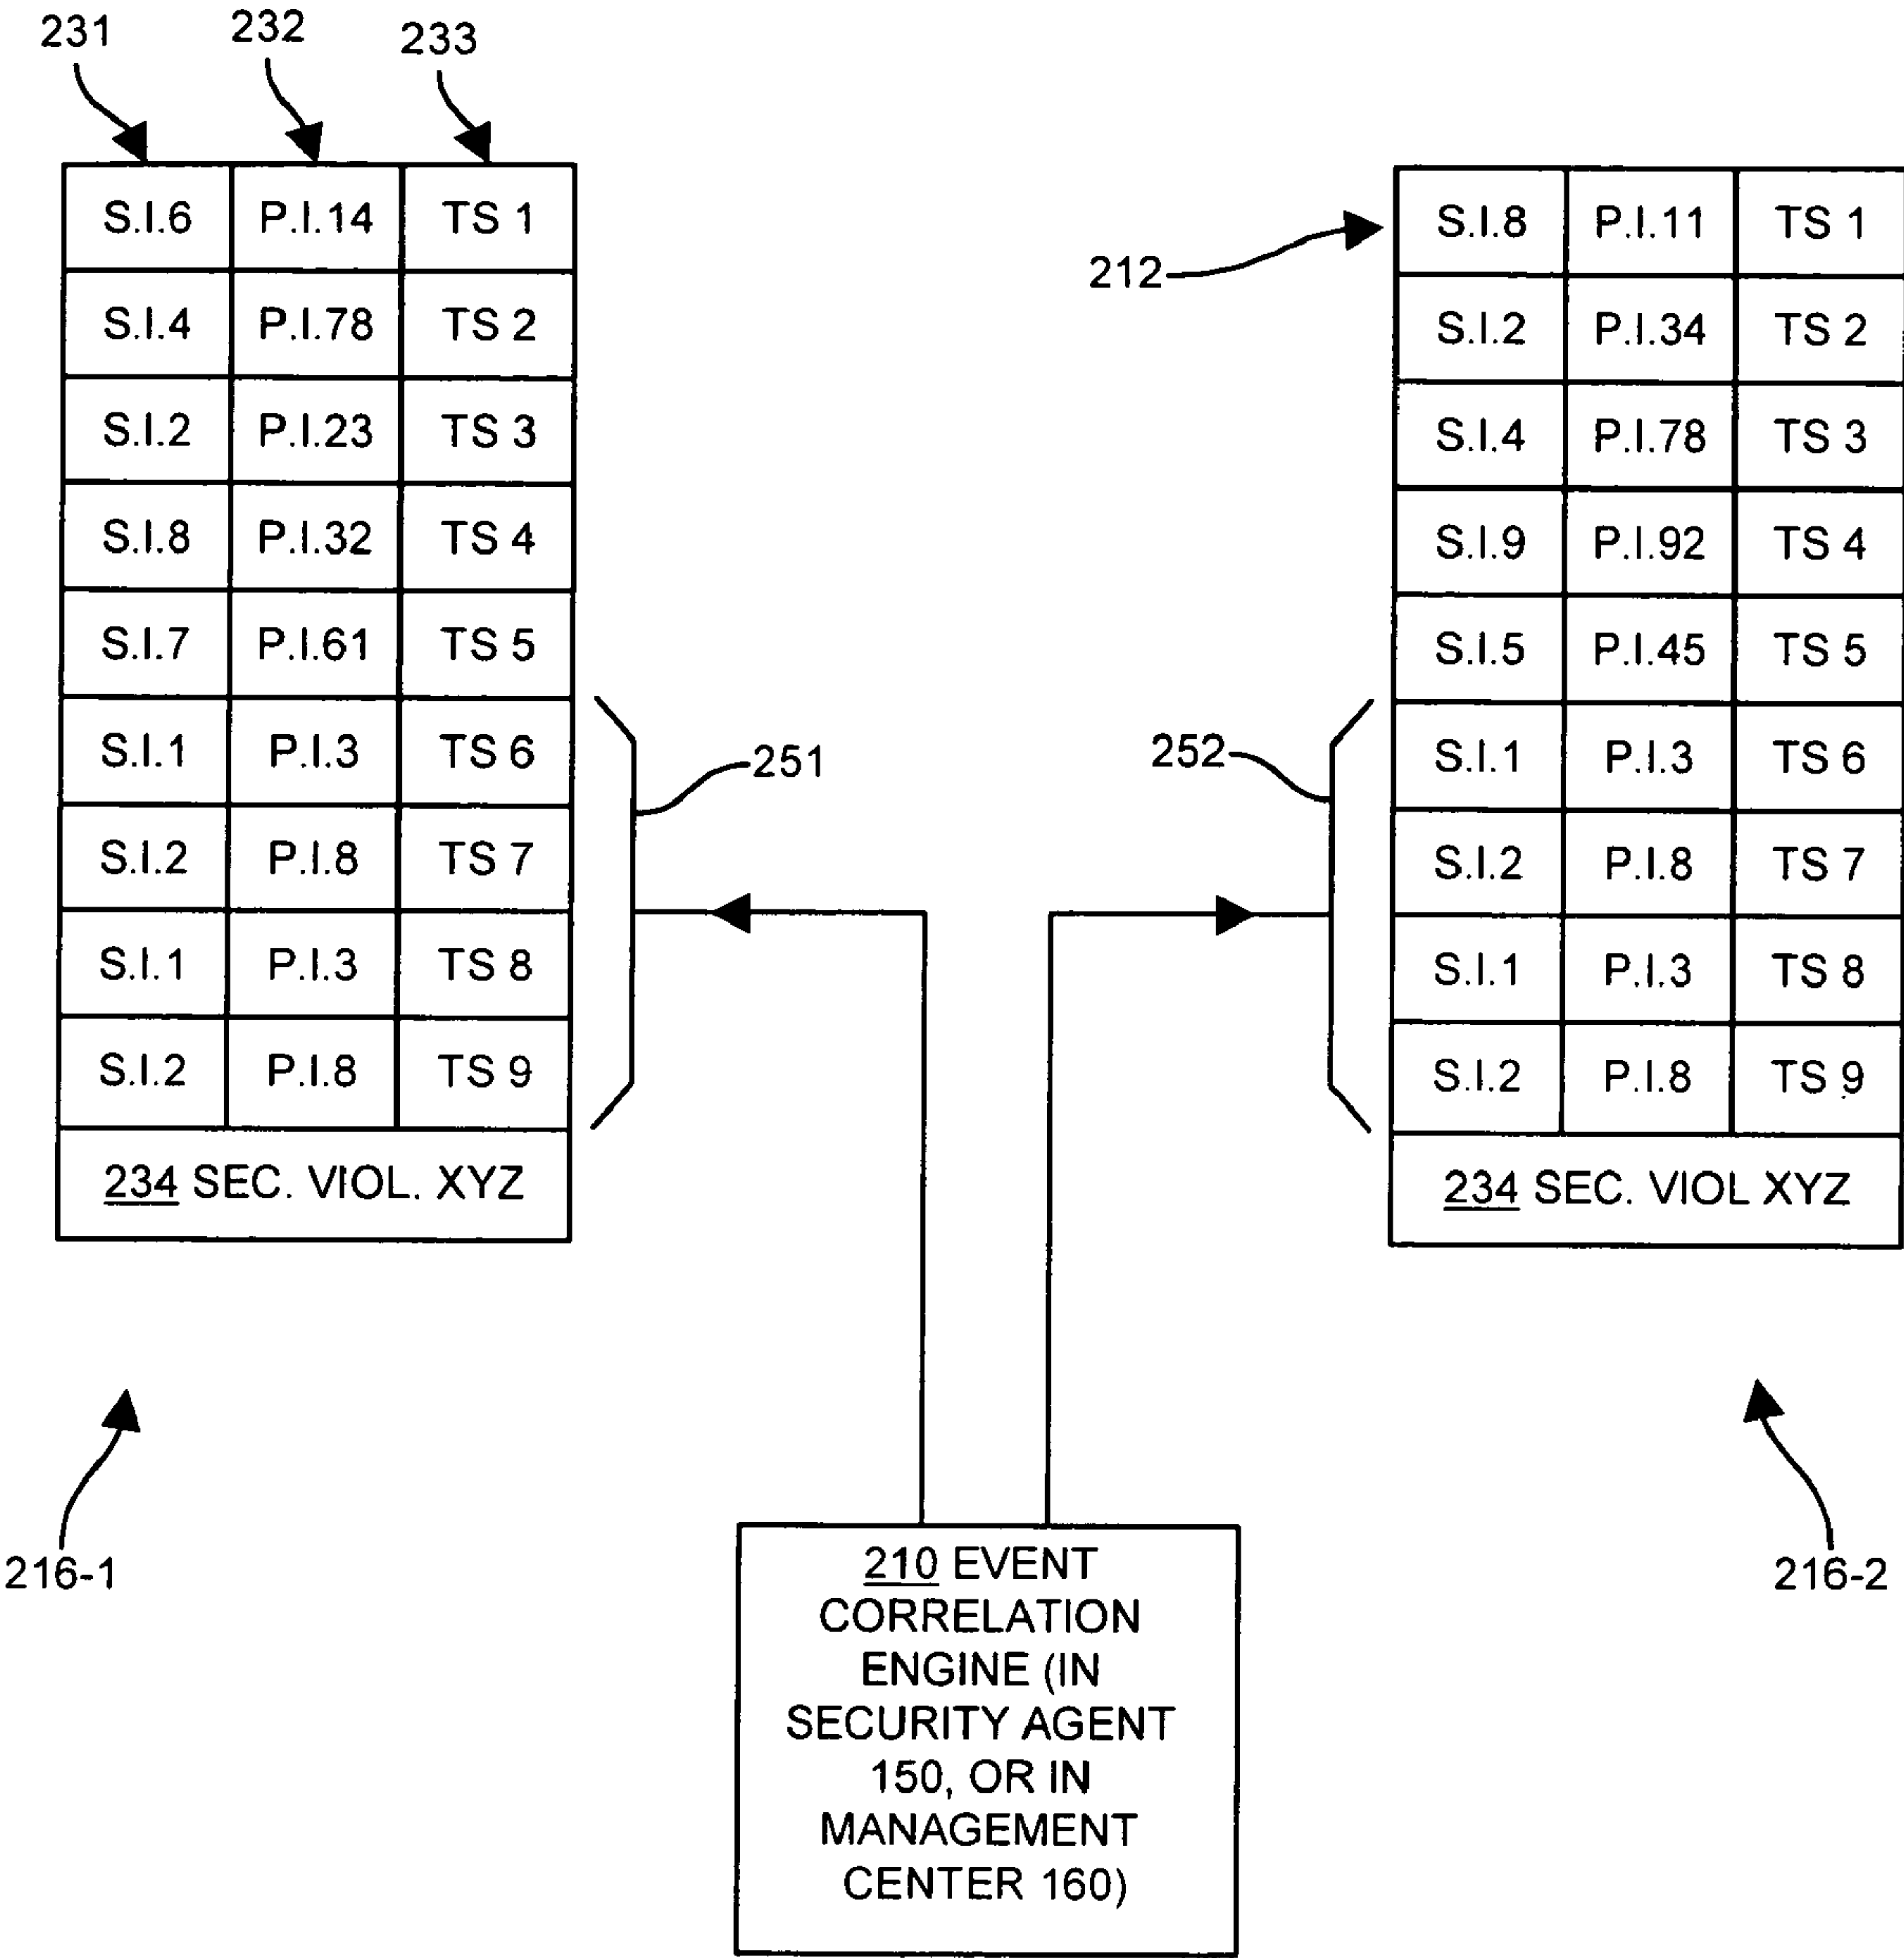 231 232 233
S.I.6 P.I.14 TS 1
S.I.4 P.I.78 TS 2
S.I.2 P.I.23 TS 3
S.I.8 P.I.32 TS 4
S.I.7 P.I.61 TS 5
S.I.1 P.I.3 TS 6
S.I.2 P.I.8 TS 7
S.I.1 P.I.3 TS 8
S.I.2 P.I.8 TS 9
234 SEC. VIOL. XYZ
251
216-1
212
S.I.8 P.I.11 TS 1
S.I.2 P.I.34 TS 2
S.I.4 P.I.78 TS 3
S.I.9 P.I.92 TS 4
S.I.5 P.I.45 TS 5
S.I.1 P.I.3 TS 6
S.I.2 P.I.8 TS 7
S.I.1 P.I.3 TS 8
S.I.2 P.I.8 TS 9
234 SEC. VIOL XYZ
252
216-2
210 EVENT
CORRELATION
ENGINE (IN
SECURITY AGENT
150, OR IN
MANAGEMENT
CENTER 160)